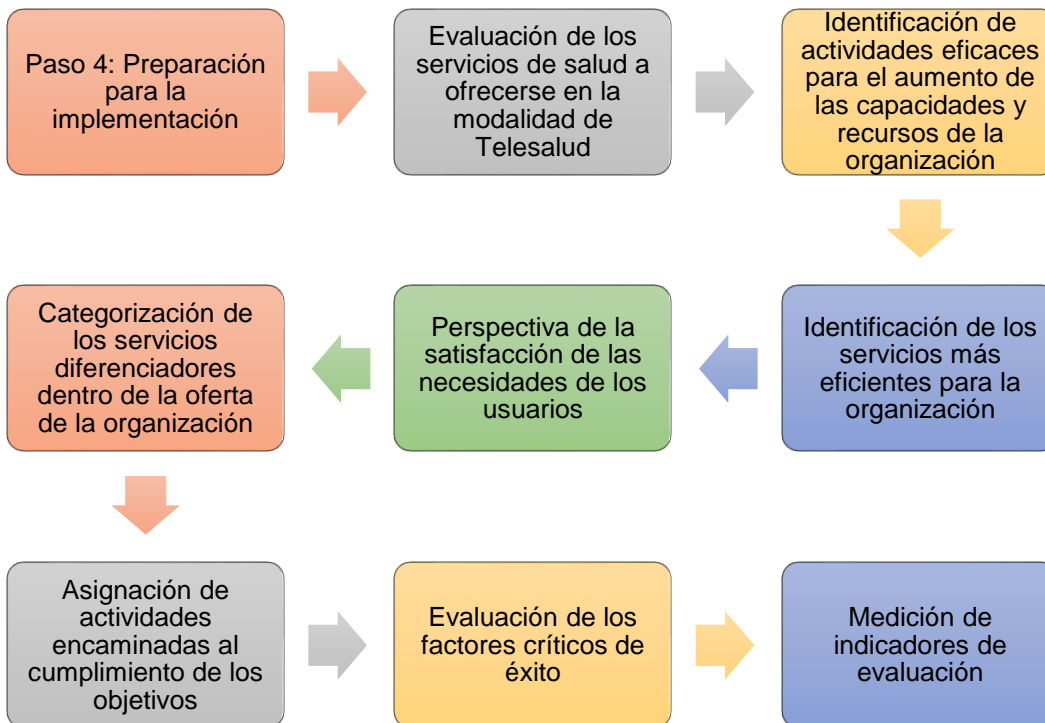 Paso 4: Preparación
para la
implementación
Evaluación de los
servicios de salud a
ofrecerse en la
modalidad de
Telesalud
Identificación de
actividades eficaces
para el aumento de
las capacidades y
recursos de la
organización
Identificación de los
servicios más
eficientes para la
organización
Perspectiva de la
satisfacción de las
necesidades de los
usuarios
Categorización de
los servicios
diferenciadores
dentro de la oferta
de la organización
Asignación de
actividades
encaminadas al
cumplimiento de los
objetivos
Evaluación de los
factores críticos de
éxito
Medición de
indicadores de
evaluación